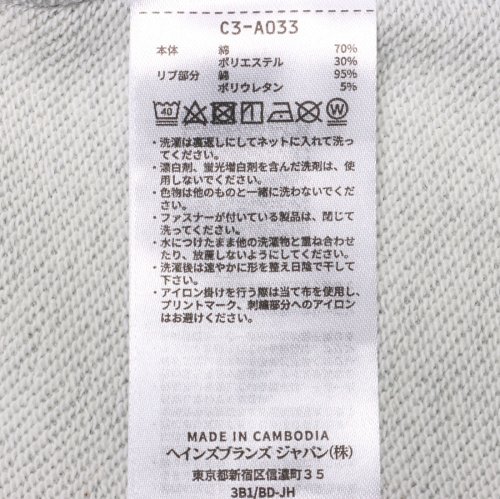 C3-A033
本体 綿 70%
ポリエステル 30%
リブ部分 綿 95%
ポリウレタン 5%
40 W
・洗濯は裏返しにしてネットに入れて洗っ
てください。
・漂白剤、蛍光増白剤を含んだ洗剤は、使
用しないでください。
・色物は他のものと一緒に洗わないでくだ
さい。
・ファスナーが付いている製品は、閉じて
洗ってください。
・水につけたまま他の洗濯物と重ね合わせ
たり、放置しないようにしてください。
・洗濯後は速やかに形を整え日陰で干して
下さい。
・アイロン掛けを行う際は当て布を使用し、
プリントマーク、刺繍部分へのアイロン
はお避けください。
MADE IN CAMBODIA
ヘインズブランズ ジャパン(株)
東京都新宿区信濃町35
3B1/BD-JH